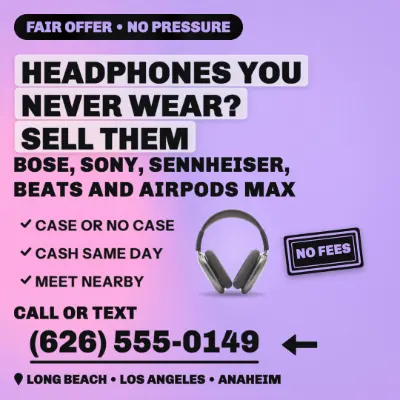 FAIR OFFER • NO PRESSURE
HEADPHONES YOU
NEVER WEAR?
SELL THEM
BOSE, SONY, SENNHEISER,
BEATS AND AIRPODS MAX
CASE OR NO CASE
CASH SAME DAY
MEET NEARBY
NO FEES
CALL OR TEXT
(626) 555-0149
LONG BEACH • LOS ANGELES • ANAHEIM